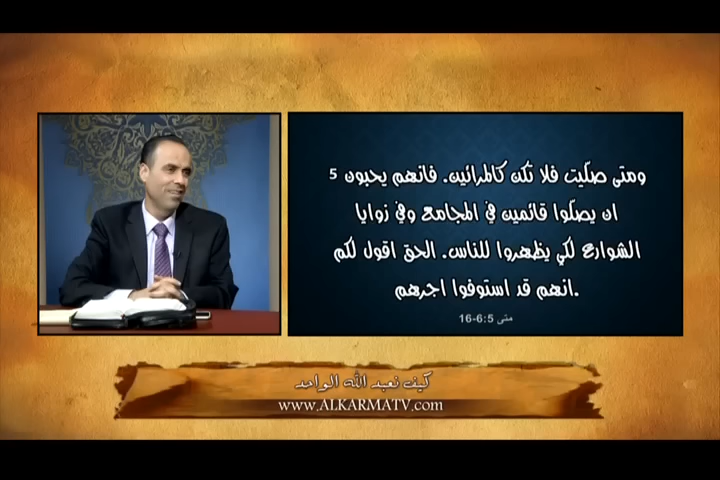 5 ومتى صليت فلا تكن كالمرائين. فانهم يحبون
ان يصلوا قائمين في المجامع وفي زوايا
الشوارع لكي يظهروا للناس. الحق اقول لكم
انهم قد استوفوا اجرهم.
متى 6:5-16
كيف نعبد الله الواحد
www.ALKARMATV.com